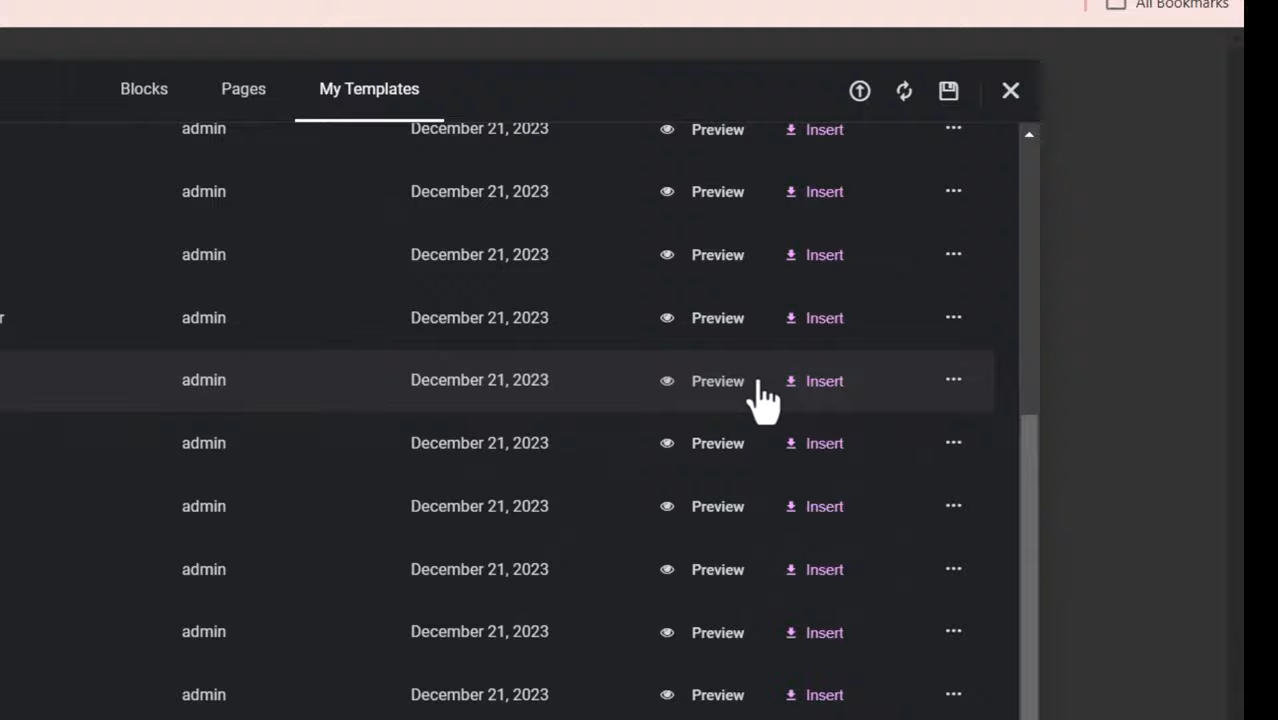 All Bookmarks
Blocks Pages My Templates
admin December 21, 2023 Preview Insert ...
admin December 21, 2023 Preview Insert ...
admin December 21, 2023 Preview Insert ...
r admin December 21, 2023 Preview Insert ...
admin December 21, 2023 Preview Insert ...
admin December 21, 2023 Preview Insert ...
admin December 21, 2023 Preview Insert ...
admin December 21, 2023 Preview Insert ...
admin December 21, 2023 Preview Insert ...
admin December 21, 2023 Preview Insert ...